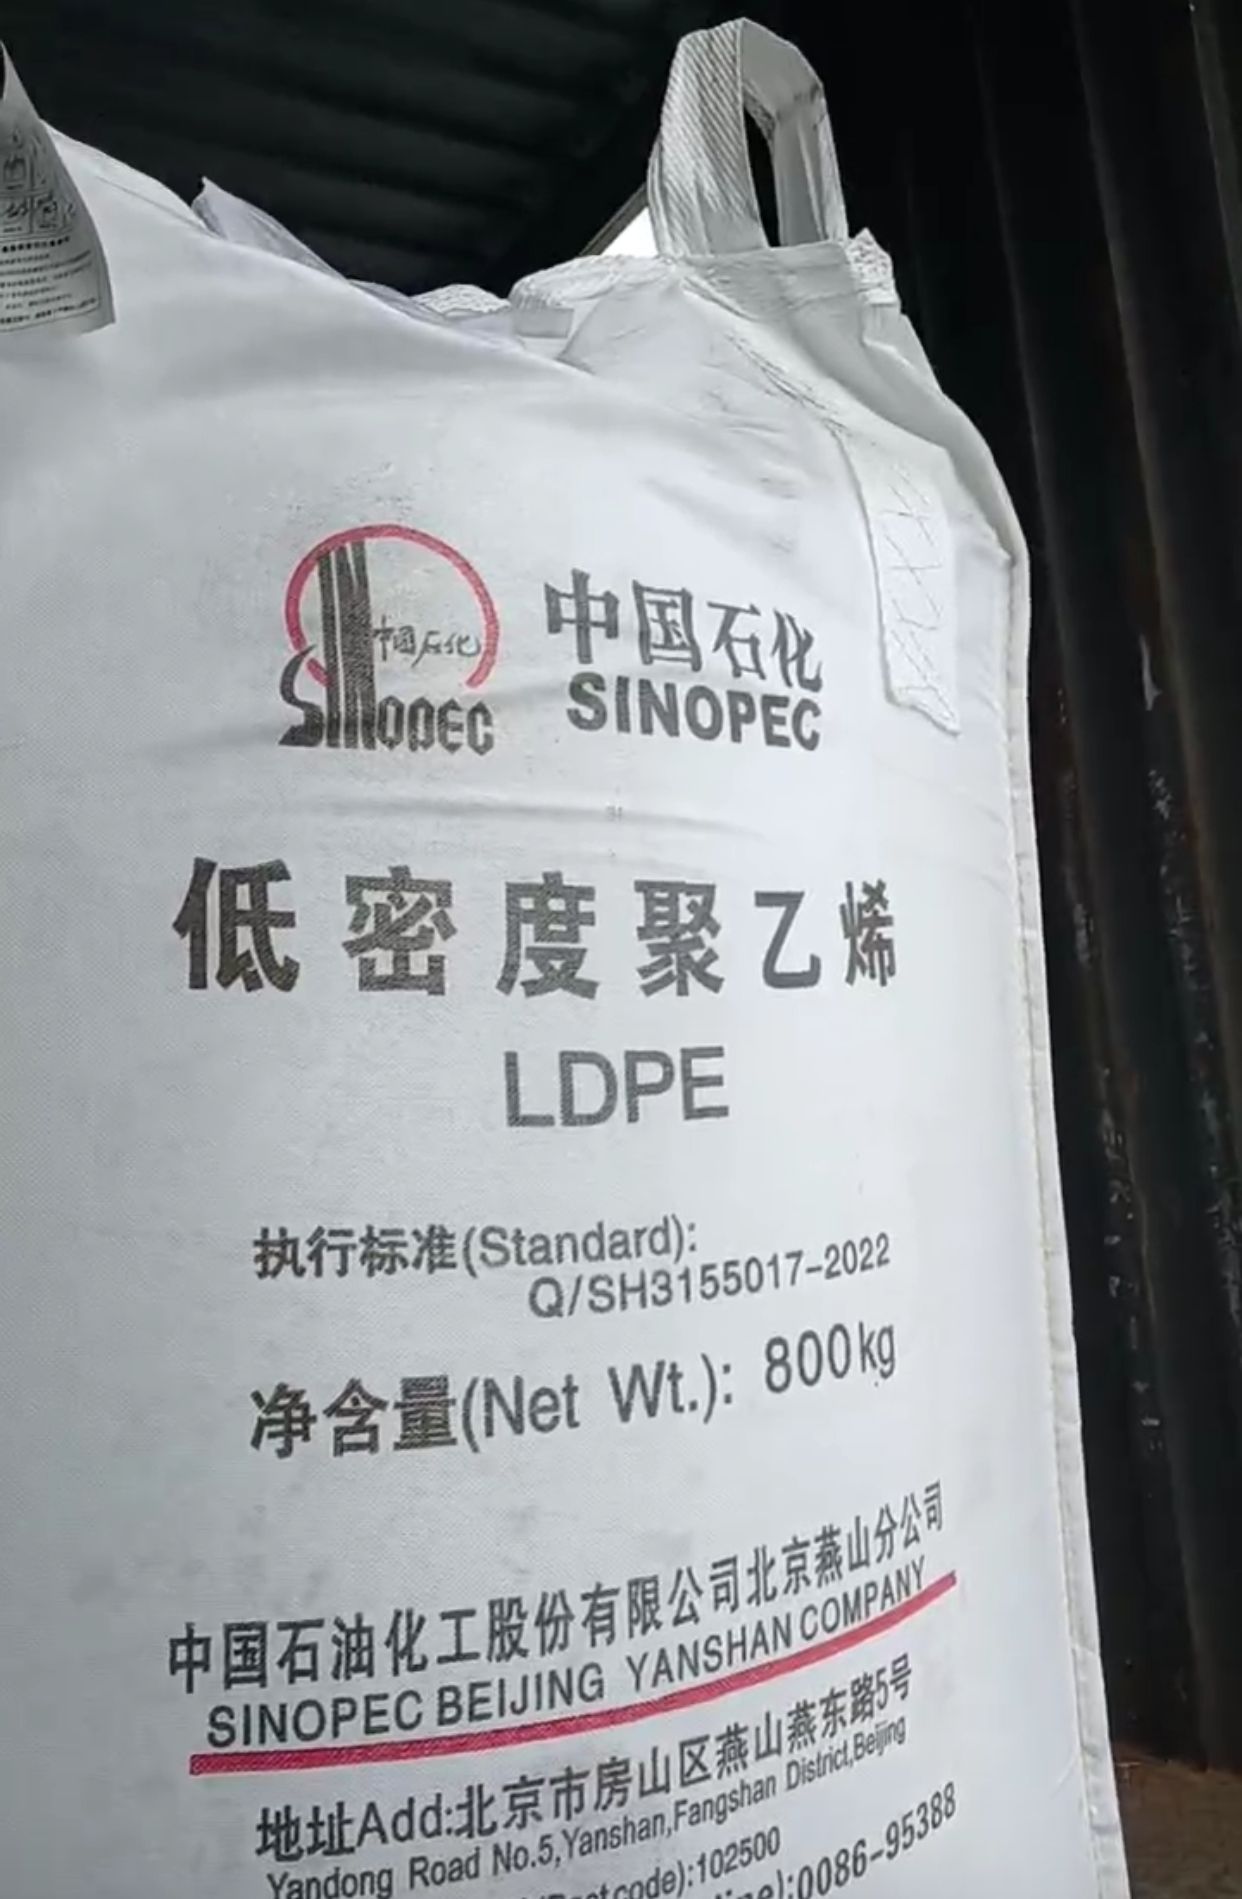 中国石化
SINOPEC
中国石化
SINOPEC
低密度聚乙烯
LDPE
执行标准(Standard):
Q/SH3155017-2022
净含量(Net Wt.): 800kg
中国石油化工股份有限公司北京燕山分公司
SINOPEC BEIJING YANSHAN COMPANY
地址Add:北京市房山区燕山燕东路5号
Yandong Road No.5,Yanshan,Fangshan District,Beijing
code):102500
):0086-95388